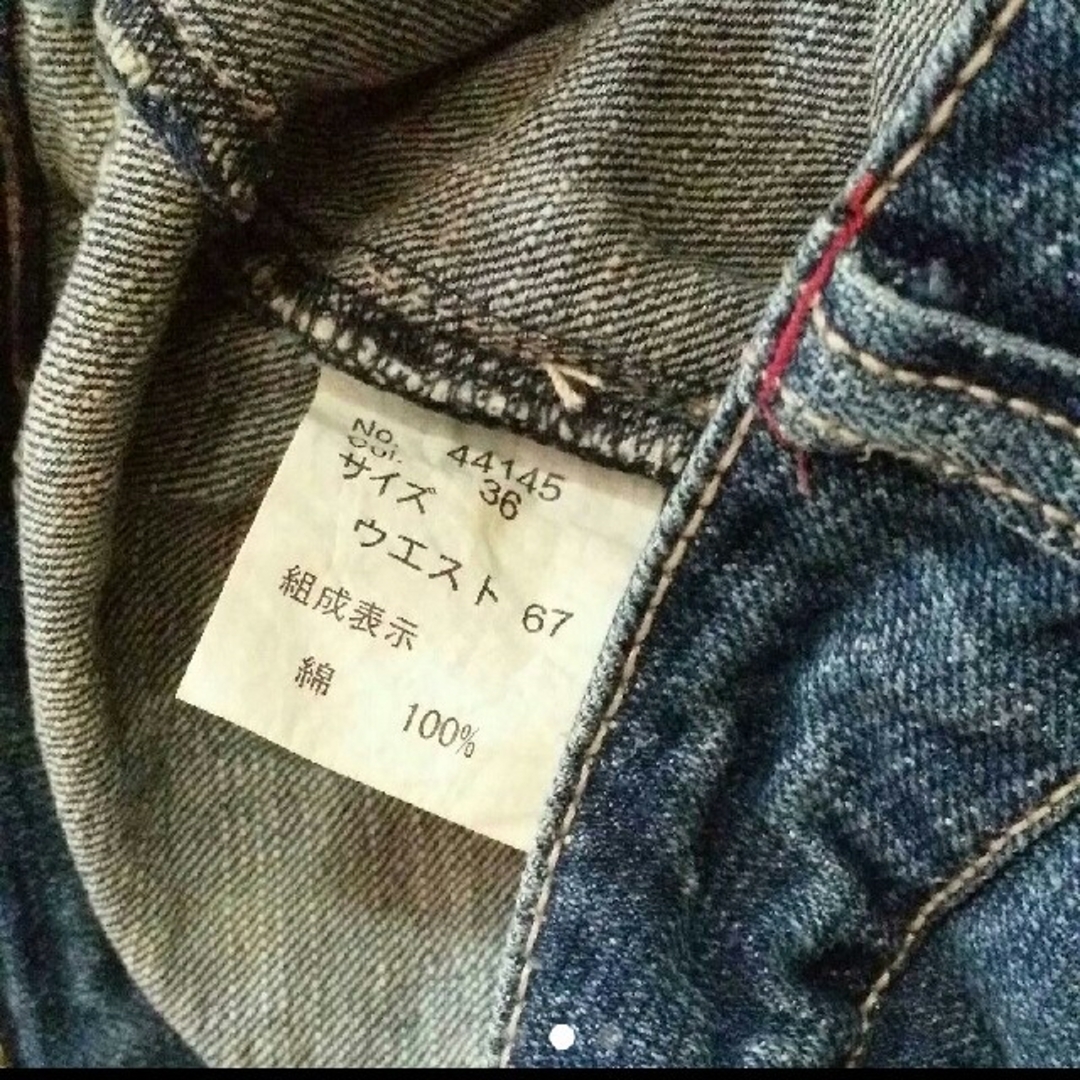 No. 44145
Col.
サイズ 36
ウエスト 67
組成表示
綿 100%